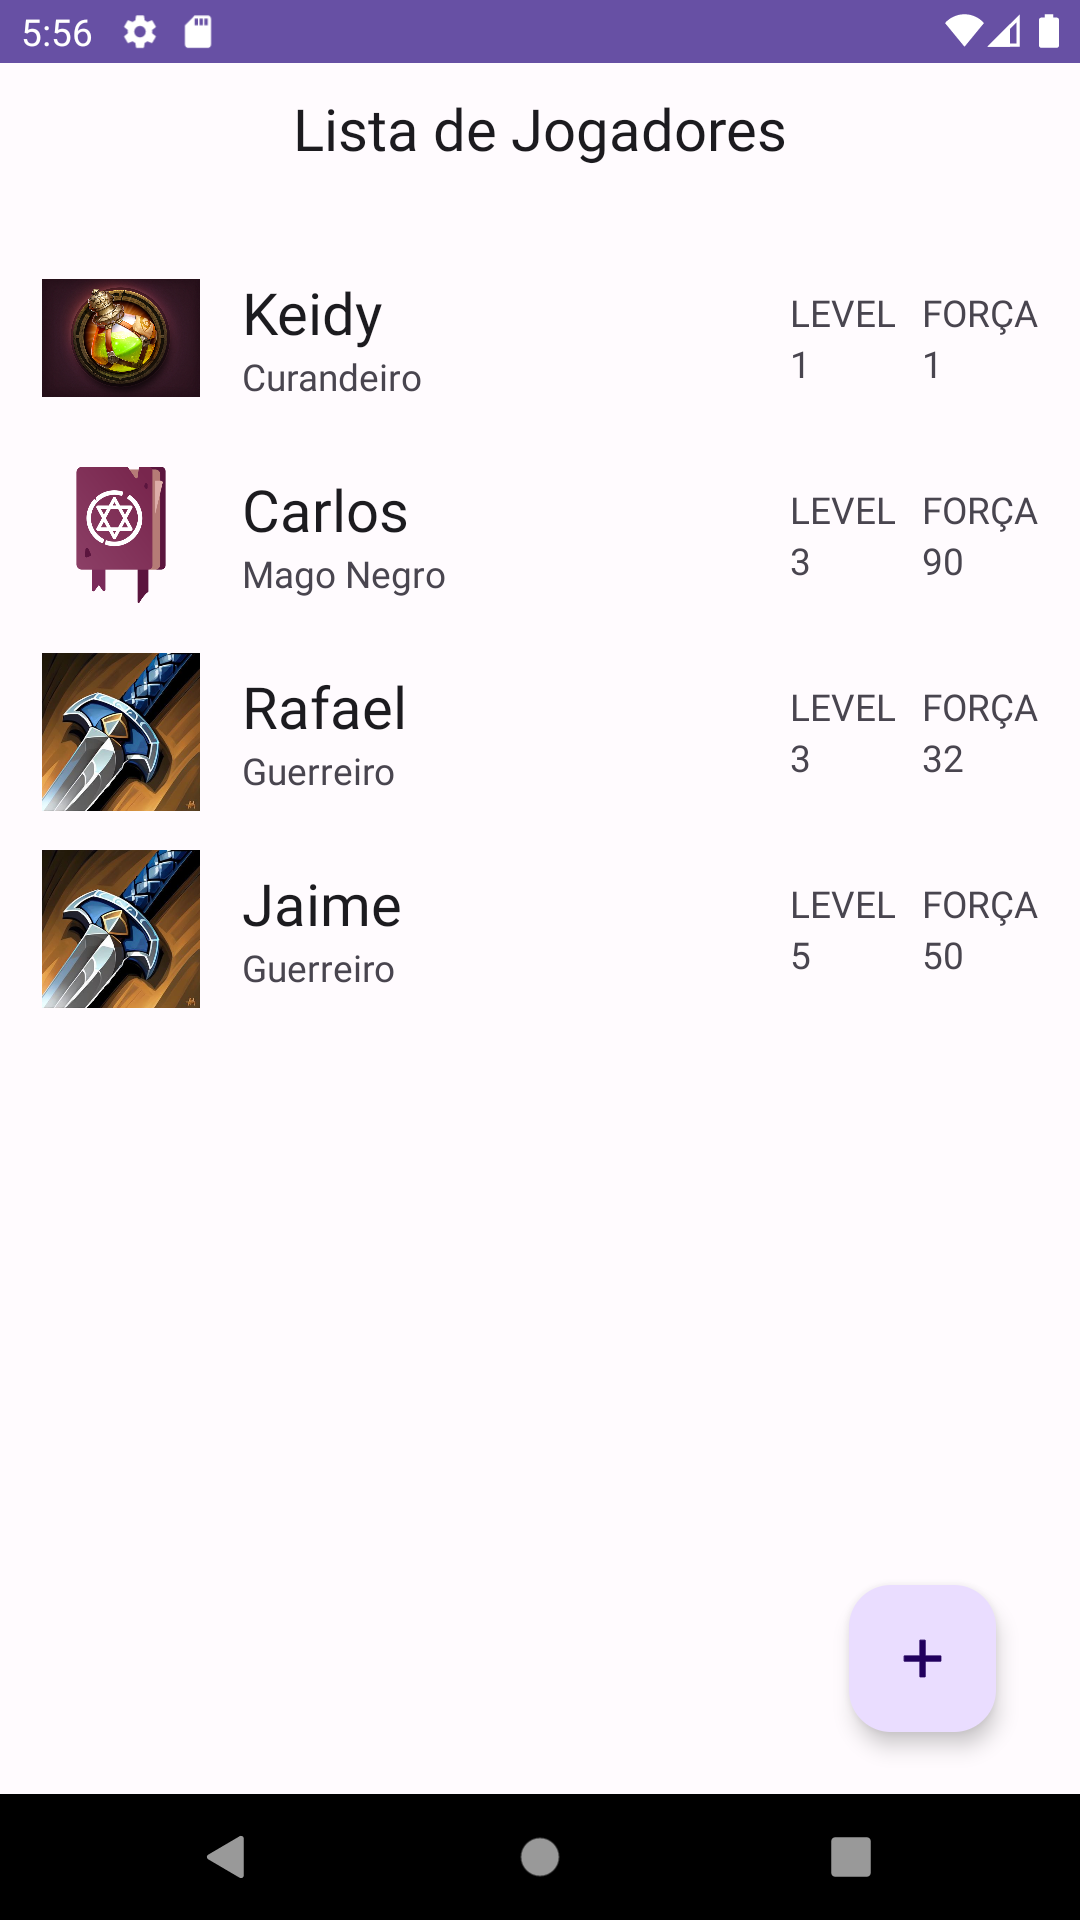 5:56
Lista de Jogadores
Keidy
Curandeiro
LEVEL FORÇA
1 1
Carlos
Mago Negro
LEVEL FORÇA
3 90
Rafael
Guerreiro
LEVEL FORÇA
3 32
Jaime
Guerreiro
LEVEL FORÇA
5 50